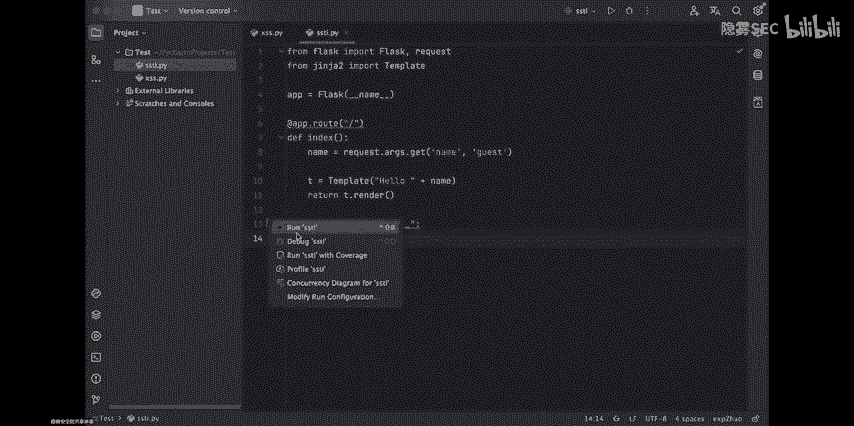 Test
Version control
ssti
隐雾SEC bilibili
Project
xss.py
ssti.py
Test ~/PycharmProjects/Test
ssti.py
xss.py
External Libraries
Scratches and Consoles
1 from flask import Flask, request
2 from jinja2 import Template
3
4 app = Flask(__name__)
5
6 @app.route("/")
7 def index():
8 name = request.args.get('name', 'guest')
9
10 t = Template("Hello " + name)
11 return t.render()
12
13
14
Run 'ssti' ⌃⇧R
Debug 'ssti' ⌃⇧D
Run 'ssti' with Coverage
Profile 'ssti'
Concurrency Diagram for 'ssti'
Modify Run Configuration...
Test > ssti.py
14:14 LF UTF-8 4 spaces expZhao